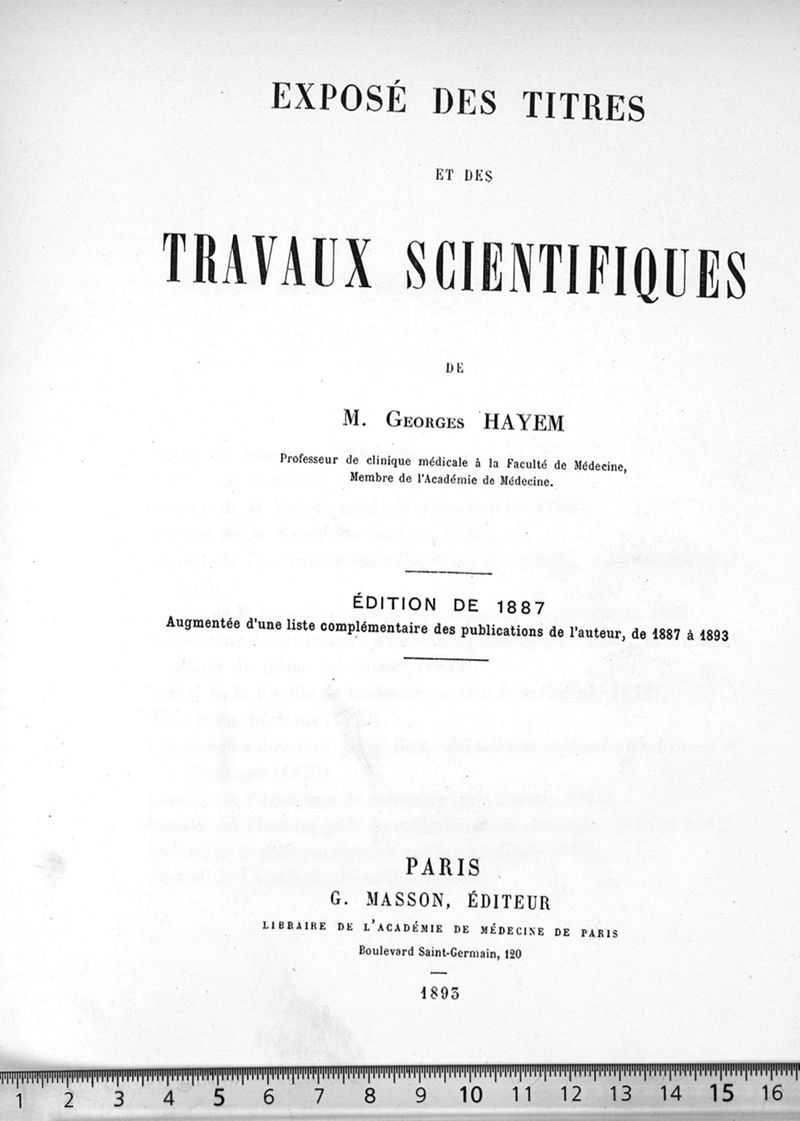 EXPOSÉ DES TITRES
ET DES
TRAVAUX SCIENTIFIQUES
DE
M. GEORGES HAYEM
Professeur de clinique médicale à la Faculté de Médecine,
Membre de l'Académie de Médecine.
ÉDITION DE 1887
Augmentée d'une liste complémentaire des publications de l'auteur, de 1887 à 1893
PARIS
G. MASSON, ÉDITEUR
LIBRAIRE DE L'ACADÉMIE DE MÉDECINE DE PARIS
Boulevard Saint-Germain, 120
1893
1 2 3 4 5 6 7 8 9 10 11 12 13 14 15 16